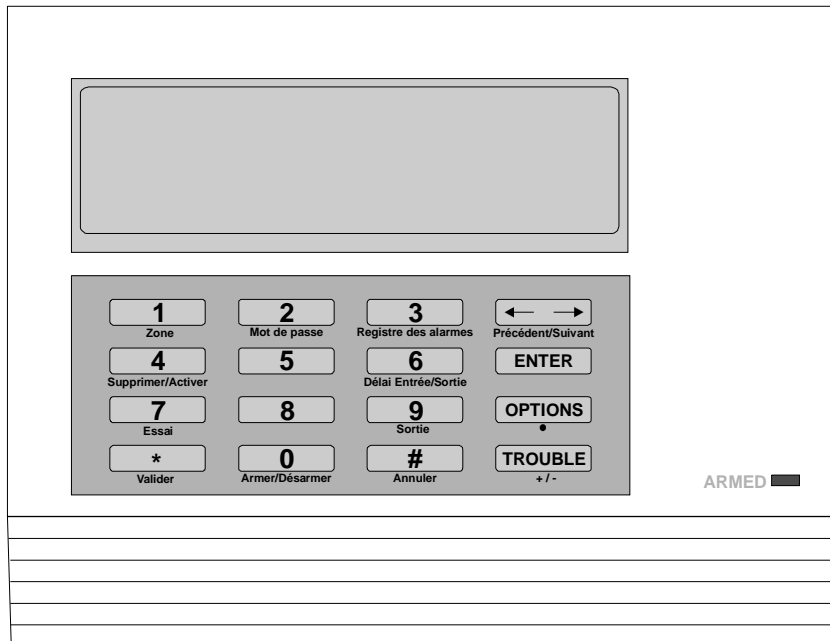 1 2 3 ← →
Zone Mot de passe Registre des alarmes Précédent/Suivant
4 5 6 ENTER
Supprimer/Activer Délai Entrée/Sortie
7 8 9 OPTIONS
Essai Sortie •
* 0 # TROUBLE
Valider Armer/Désarmer Annuler + / -
ARMED